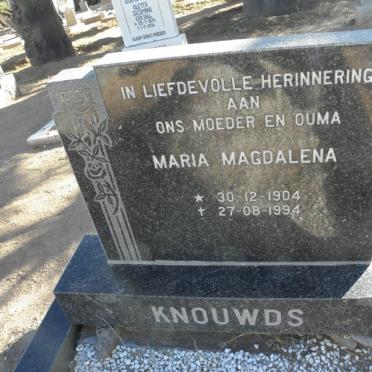 IN LIEFDEVOLLE HERINNERING
AAN
ONS MOEDER EN OUMA
MARIA MAGDALENA
★ 30-12-1904
✝ 27-08-1994
KNOUWDS